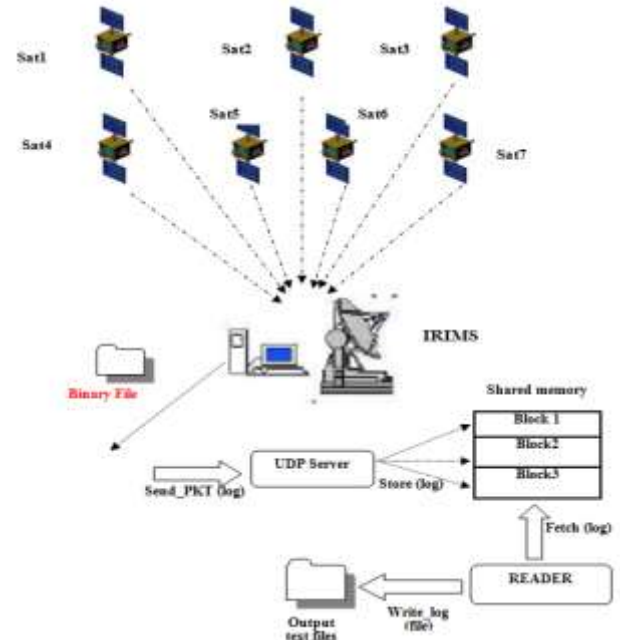 Sat1
Sat2
Sat3
Sat4
Sat5
Sat6
Sat7
IRIMS
Binary File
Shared memory
Block 1
Block2
Block3
UDP Server
Send_PKT (log)
Store (log)
Fetch (log)
READER
Write_log
(file)
Output
text files